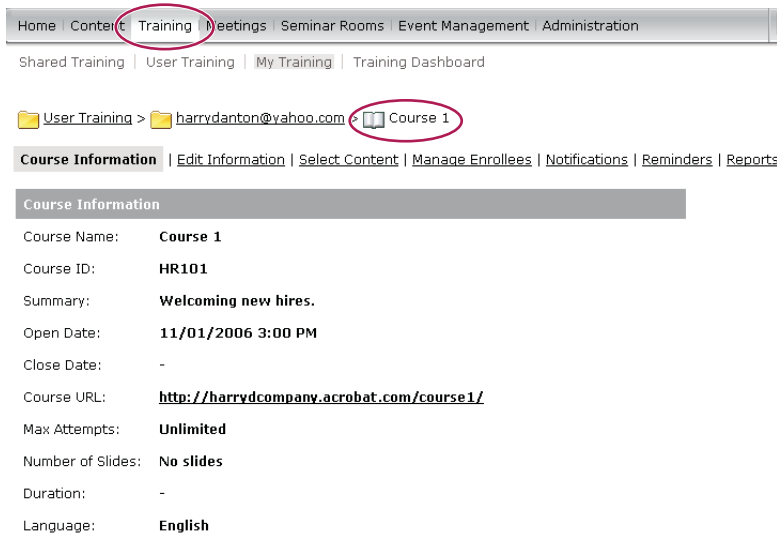 Home | Content | Training | Meetings | Seminar Rooms | Event Management | Administration
Shared Training | User Training | My Training | Training Dashboard
User Training > harrydanton@yahoo.com > Course 1
Course Information | Edit Information | Select Content | Manage Enrollees | Notifications | Reminders | Reports
Course Information
Course Name: Course 1
Course ID: HR101
Summary: Welcoming new hires.
Open Date: 11/01/2006 3:00 PM
Close Date: -
Course URL: http://harrydcompany.acrobat.com/course1/
Max Attempts: Unlimited
Number of Slides: No slides
Duration: -
Language: English